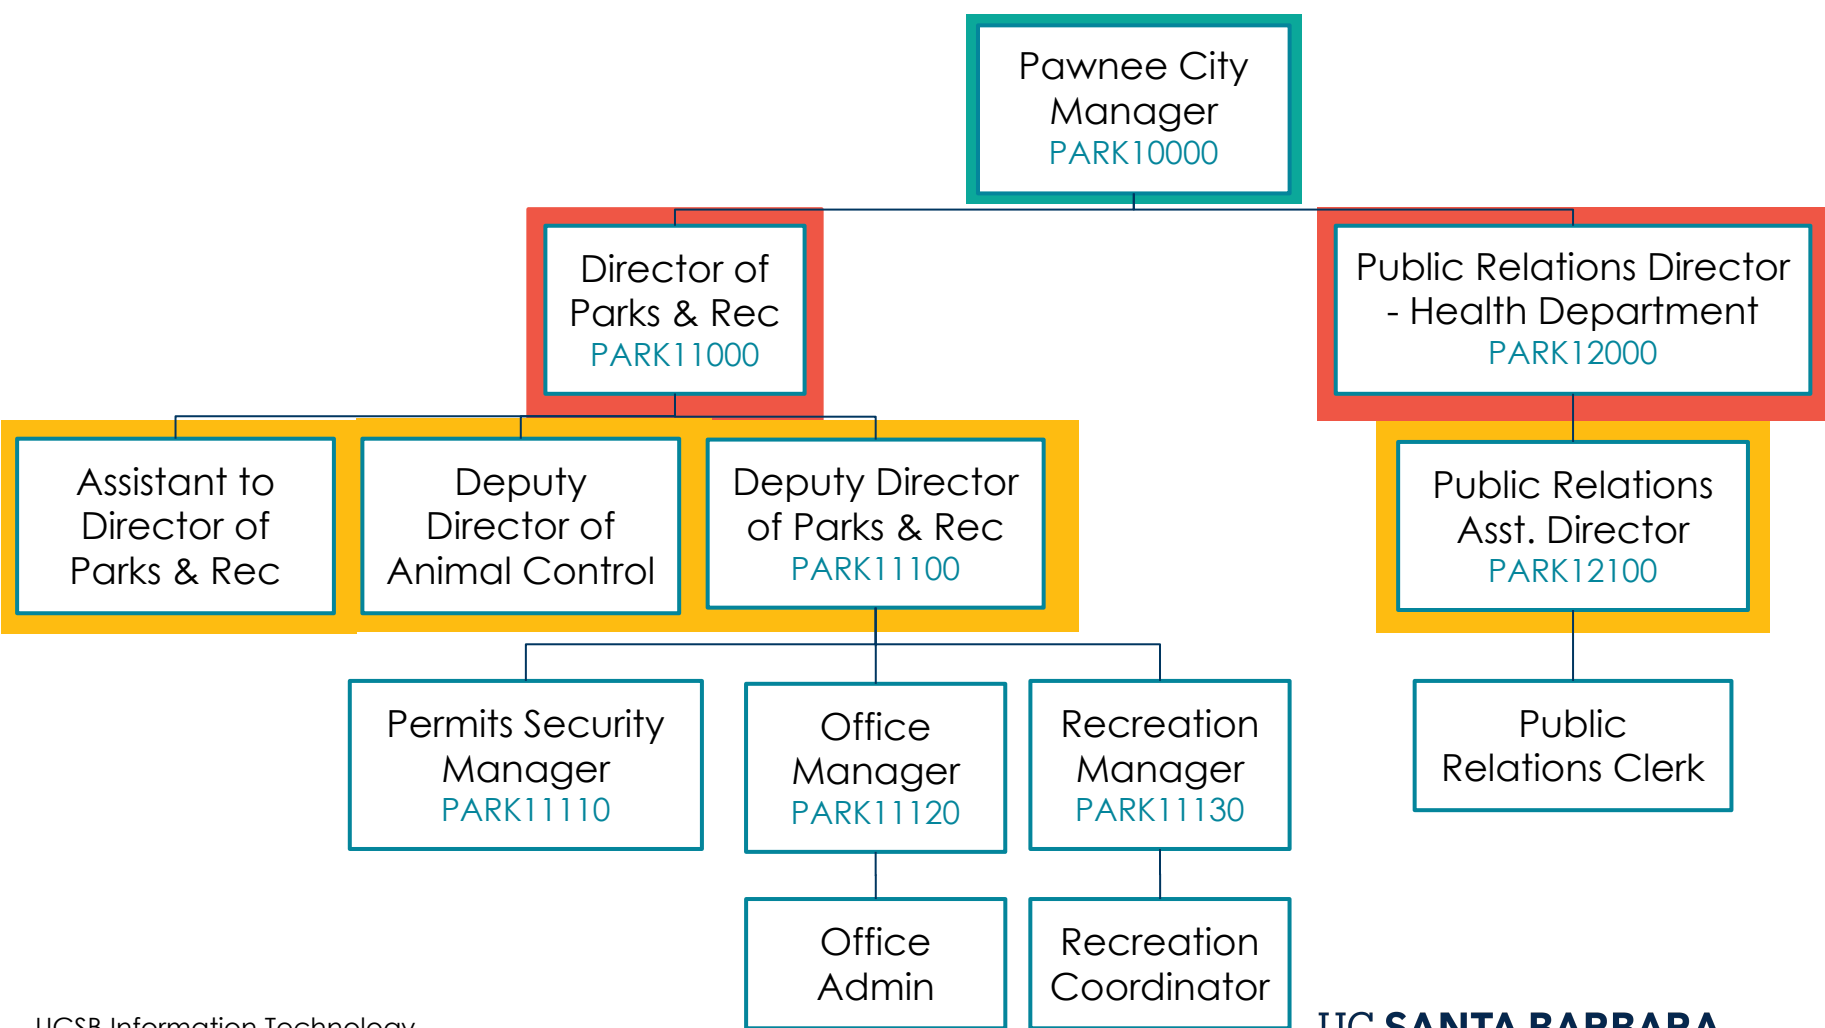 Pawnee City
Manager
PARK10000
Director of
Parks & Rec
PARK11000
Public Relations Director
- Health Department
PARK12000
Assistant to
Director of
Parks & Rec
Deputy
Director of
Animal Control
Deputy Director
of Parks & Rec
PARK11100
Public Relations
Asst. Director
PARK12100
Permits Security
Manager
PARK11110
Office
Manager
PARK11120
Recreation
Manager
PARK11130
Public
Relations Clerk
Office
Admin
Recreation
Coordinator
UCSB Information Technology
UC SANTA BARBARA